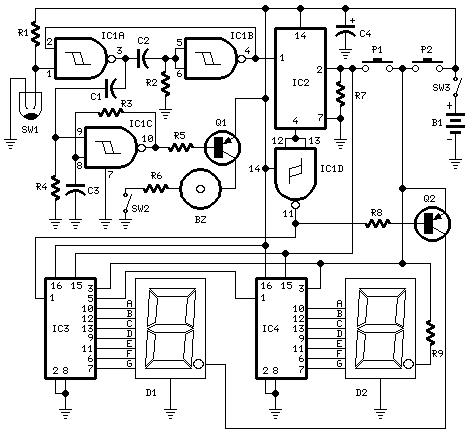 R1
IC1A
C2
IC1B
14
C4
+
2
1
3
5
6
4
1
IC2
2
P1
P2
R2
C1
R7
SW3
SW1
R3
7
+
B1
IC1C
Q1
4
9
10
R5
12
13
8
IC1D
R4
C3
7
R6
14
SW2
BZ
11
R8
Q2
16
15
16
15
1
3
1
3
5
10
A
10
A
12
B
12
B
13
C
13
C
IC3
9
D
IC4
9
D
11
E
11
E
R9
6
F
6
F
7
G
7
G
2
8
2
8
D1
D2